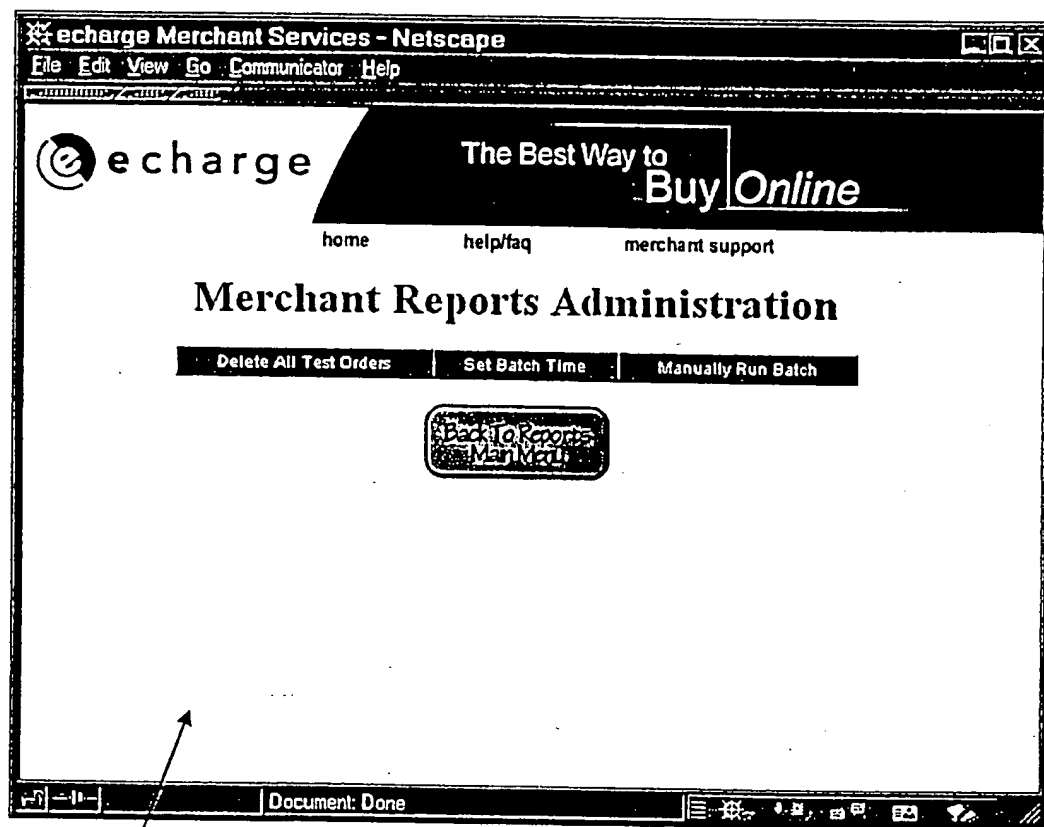 echarge Merchant Services - Netscape
File Edit View Go Communicator Help
e echarge
The Best Way to
Buy Online
home help/faq merchant support
Merchant Reports Administration
Delete All Test Orders Set Batch Time Manually Run Batch
Back To Reports
Main Menu
Document: Done